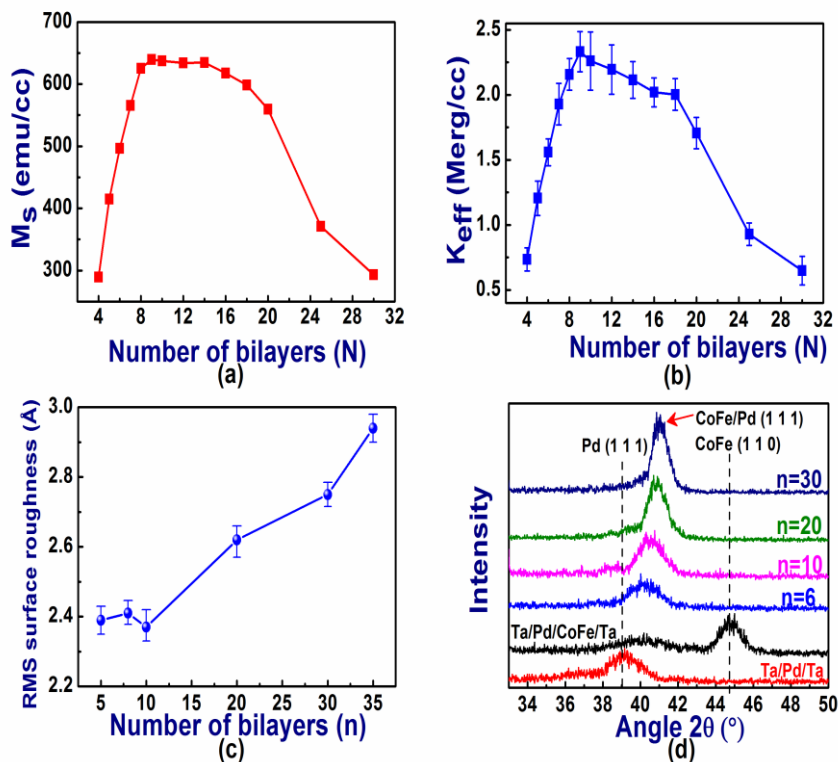 700
600
500
400
300
M_S (emu/cc)
4 8 12 16 20 24 28 32
Number of bilayers (N)
(a)
2.5
2.0
1.5
1.0
0.5
K_eff (Merg/cc)
4 8 12 16 20 24 28 32
Number of bilayers (N)
(b)
3.0
2.8
2.6
2.4
2.2
RMS surface roughness (Å)
5 10 15 20 25 30 35
Number of bilayers (n)
(c)
CoFe/Pd (1 1 1)
Pd (1 1 1) CoFe (1 1 0)
n=30
n=20
n=10
n=6
Ta/Pd/CoFe/Ta
Ta/Pd/Ta
Intensity
34 36 38 40 42 44 46 48 50
Angle 2θ (°)
(d)